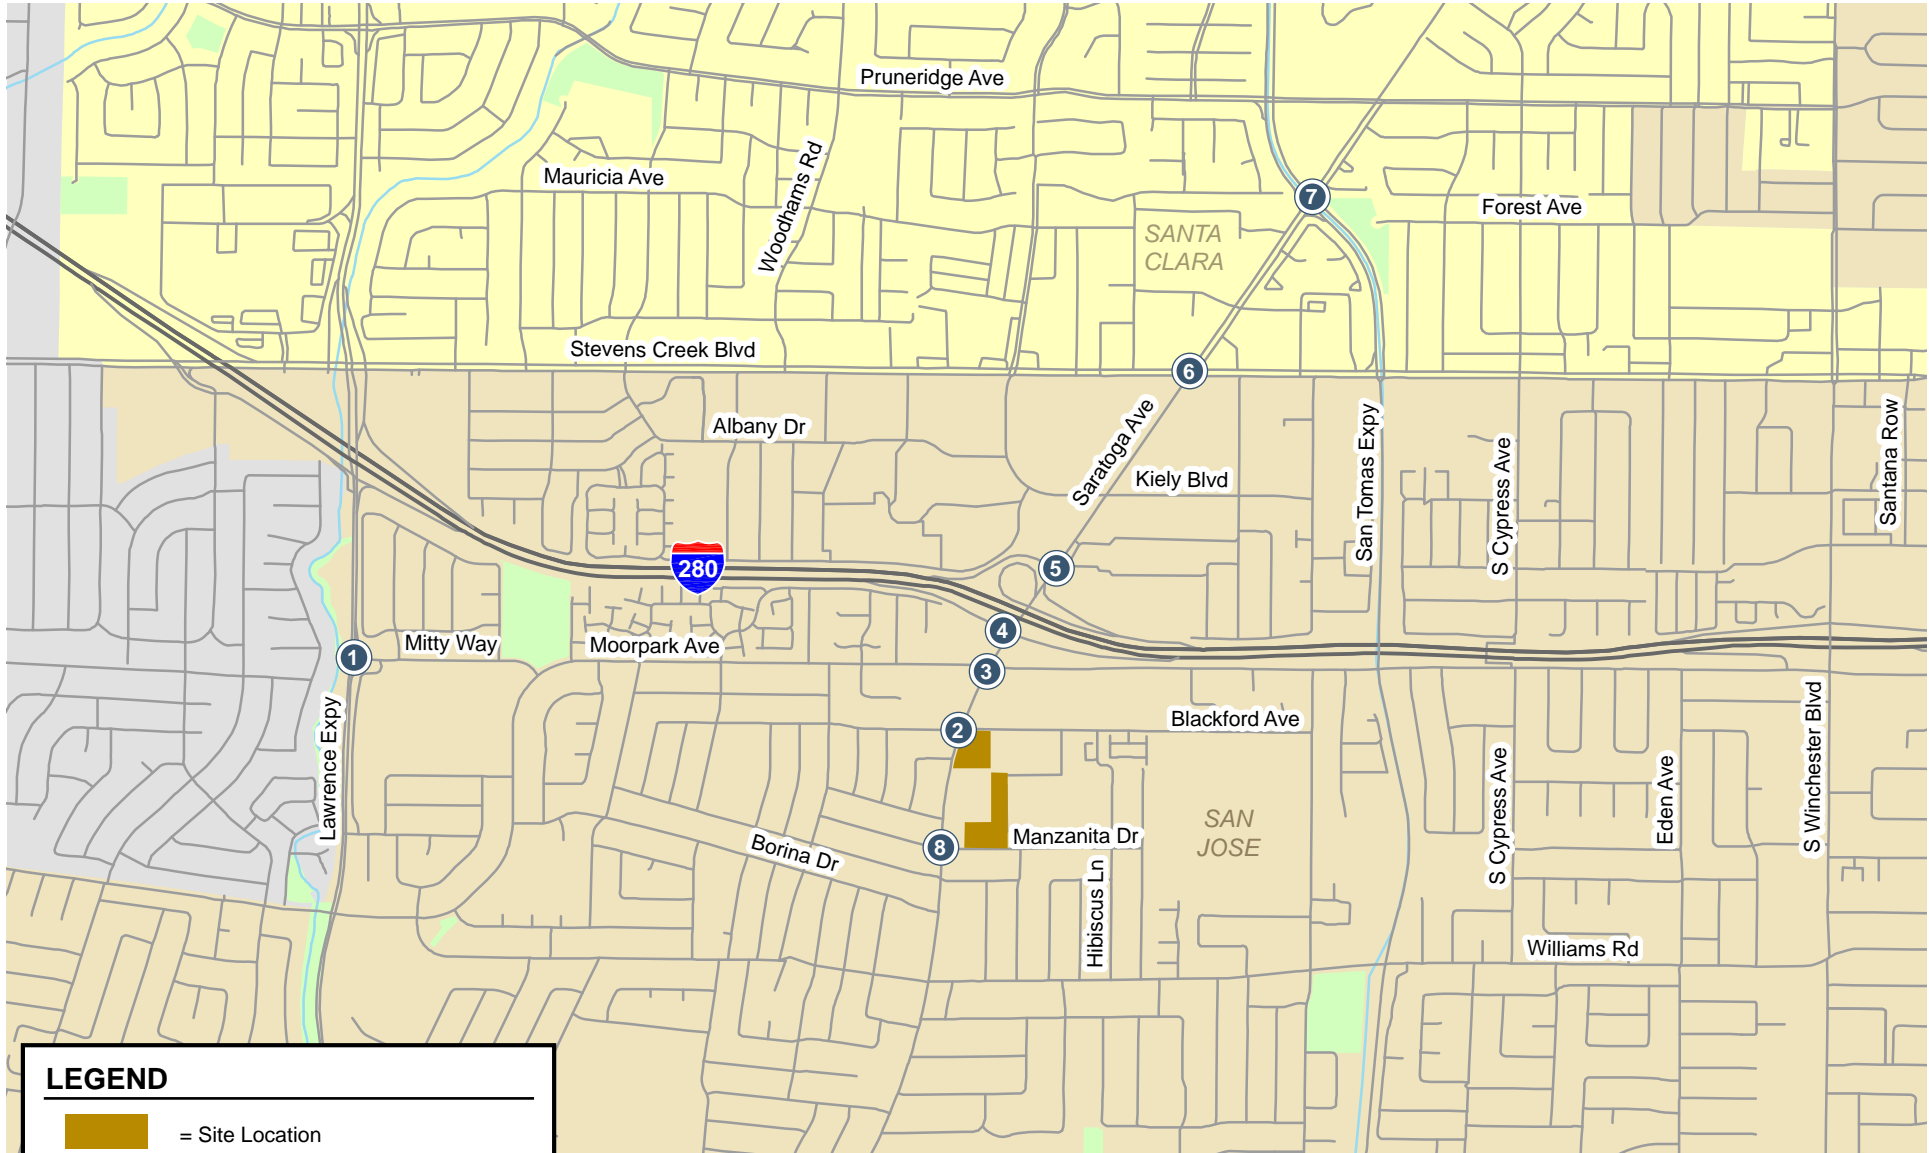 Pruneridge Ave
Mauricia Ave
Woodhams Rd
7
Forest Ave
SANTA
CLARA
Stevens Creek Blvd
6
Albany Dr
Saratoga Ave
Kiely Blvd
San Tomas Expy
S Cypress Ave
Santana Row
280
5
4
Mitty Way
Moorpark Ave
1
3
Lawrence Expy
2
Blackford Ave
S Winchester Blvd
S Cypress Ave
Eden Ave
SAN
JOSE
8
Manzanita Dr
Borina Dr
Hibiscus Ln
Williams Rd
LEGEND
= Site Location